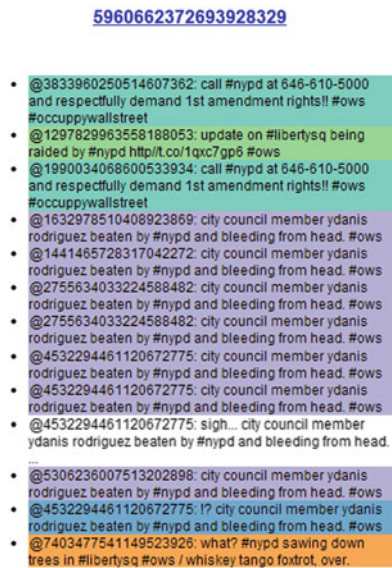 5960662372693928329
• @3833960250514607362: call #nypd at 646-610-5000
and respectfully demand 1st amendment rights!! #ows
#occuppywallstreet
• @1297829963558188053: update on #libertysq being
raided by #nypd http//t.co/1qxc7gp6 #ows
• @1990034068600533934: call #nypd at 646-610-5000
and respectfully demand 1st amendment rights!! #ows
#occuppywallstreet
• @1632978510408923869: city council member ydanis
rodriguez beaten by #nypd and bleeding from head. #ows
• @1441465728317042272: city council member ydanis
rodriguez beaten by #nypd and bleeding from head. #ows
• @2755634033224588482: city council member ydanis
rodriguez beaten by #nypd and bleeding from head. #ows
• @2755634033224588482: city council member ydanis
rodriguez beaten by #nypd and bleeding from head. #ows
• @4532294461120672775: city council member ydanis
rodriguez beaten by #nypd and bleeding from head. #ows
• @4532294461120672775: city council member ydanis
rodriguez beaten by #nypd and bleeding from head. #ows
• @4532294461120672775: sigh... city council member
ydanis rodriguez beaten by #nypd and bleeding from head.
...
• @5306236007513202898: city council member ydanis
rodriguez beaten by #nypd and bleeding from head. #ows
• @4532294461120672775: !? city council member ydanis
rodriguez beaten by #nypd and bleeding from head. #ows
• @7403477541149523926: what? #nypd sawing down
trees in #libertysq #ows / whiskey tango foxtrot, over.